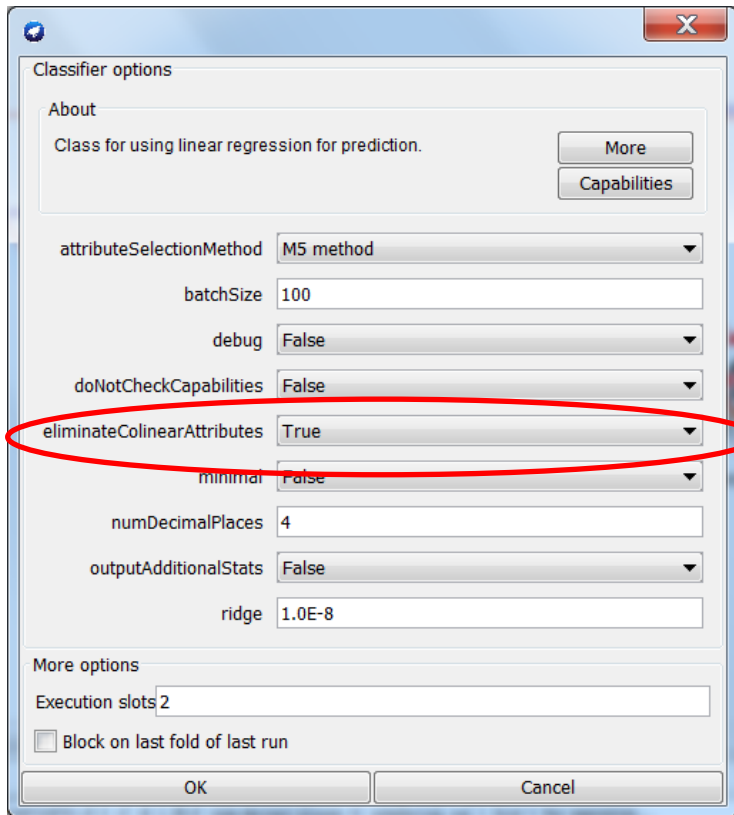 Classifier options
About
Class for using linear regression for prediction.
More
Capabilities
attributeSelectionMethod M5 method
batchSize 100
debug False
doNotCheckCapabilities False
eliminateColinearAttributes True
minimal False
numDecimalPlaces 4
outputAdditionalStats False
ridge 1.0E-8
More options
Execution slots 2
Block on last fold of last run
OK Cancel